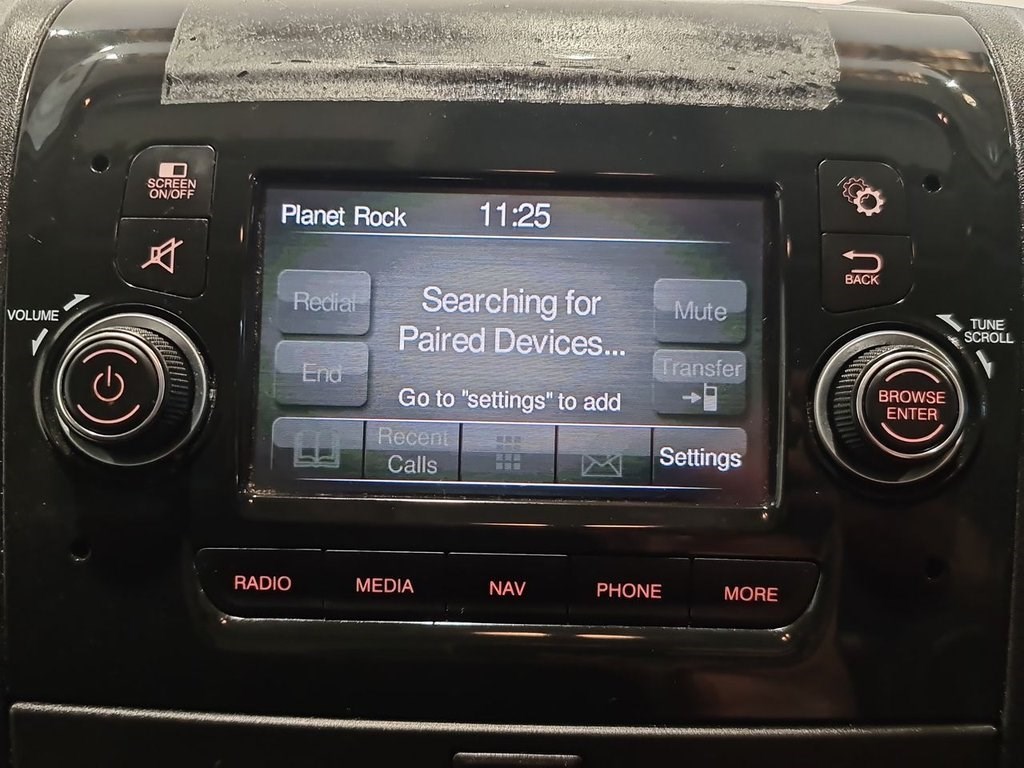 SCREEN
ON/OFF
VOLUME
Planet Rock 11:25
Redial
End
Searching for
Paired Devices...
Go to "settings" to add
Mute
Transfer
Recent
Calls
Settings
BACK
TUNE
SCROLL
BROWSE
ENTER
RADIO MEDIA NAV PHONE MORE